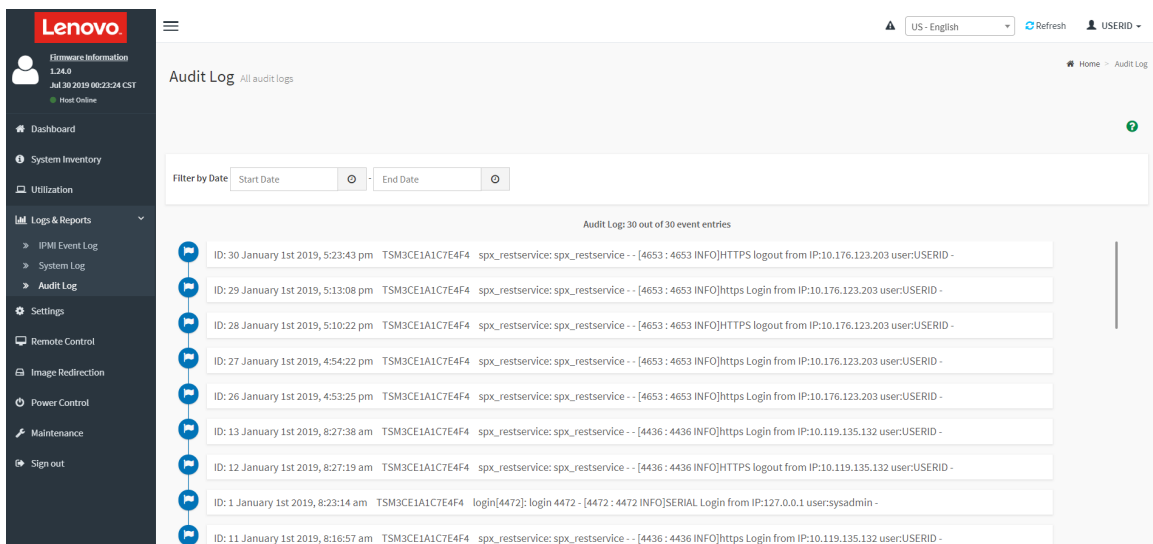 Lenovo.
US - English
Refresh
USERID
Firmware Information
1.24.0
Jul 30 2019 00:23:24 CST
Host Online
Dashboard
System Inventory
Utilization
Logs & Reports
» IPMI Event Log
» System Log
» Audit Log
Settings
Remote Control
Image Redirection
Power Control
Maintenance
Sign out
Audit Log All audit logs
Home > Audit Log
Filter by Date Start Date - End Date
Audit Log: 30 out of 30 event entries
ID: 30 January 1st 2019, 5:23:43 pm TSM3CE1A1C7E4F4 spx_restservice: spx_restservice - - [4653 : 4653 INFO]HTTPS logout from IP:10.176.123.203 user:USERID -
ID: 29 January 1st 2019, 5:13:08 pm TSM3CE1A1C7E4F4 spx_restservice: spx_restservice - - [4653 : 4653 INFO]https Login from IP:10.176.123.203 user:USERID -
ID: 28 January 1st 2019, 5:10:22 pm TSM3CE1A1C7E4F4 spx_restservice: spx_restservice - - [4653 : 4653 INFO]HTTPS logout from IP:10.176.123.203 user:USERID -
ID: 27 January 1st 2019, 4:54:22 pm TSM3CE1A1C7E4F4 spx_restservice: spx_restservice - - [4653 : 4653 INFO]https Login from IP:10.176.123.203 user:USERID -
ID: 26 January 1st 2019, 4:53:25 pm TSM3CE1A1C7E4F4 spx_restservice: spx_restservice - - [4653 : 4653 INFO]https Login from IP:10.176.123.203 user:USERID -
ID: 13 January 1st 2019, 8:27:38 am TSM3CE1A1C7E4F4 spx_restservice: spx_restservice - - [4436 : 4436 INFO]https Login from IP:10.119.135.132 user:USERID -
ID: 12 January 1st 2019, 8:27:19 am TSM3CE1A1C7E4F4 spx_restservice: spx_restservice - - [4436 : 4436 INFO]HTTPS logout from IP:10.119.135.132 user:USERID -
ID: 1 January 1st 2019, 8:23:14 am TSM3CE1A1C7E4F4 login[4472]: login 4472 - [4472 : 4472 INFO]SERIAL Login from IP:127.0.0.1 user:sysadmin -
ID: 11 January 1st 2019, 8:16:57 am TSM3CE1A1C7E4F4 spx_restservice: spx_restservice - - [4436 : 4436 INFO]https Login from IP:10.119.135.132 user:USERID -